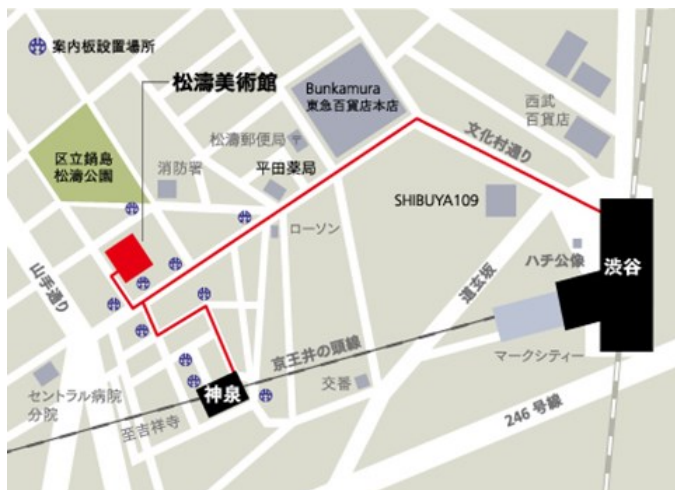 案内板設置場所
松濤美術館
Bunkamura
東急百貨店本店
西武
百貨店
松濤郵便局
文化村通り
区立鍋島
松濤公園
消防署
平田薬局
SHIBUYA109
ローソン
ハチ公像
渋谷
山手通り
道玄坂
京王井の頭線
マークシティー
セントラル病院
分院
神泉
交番
至吉祥寺
246号線